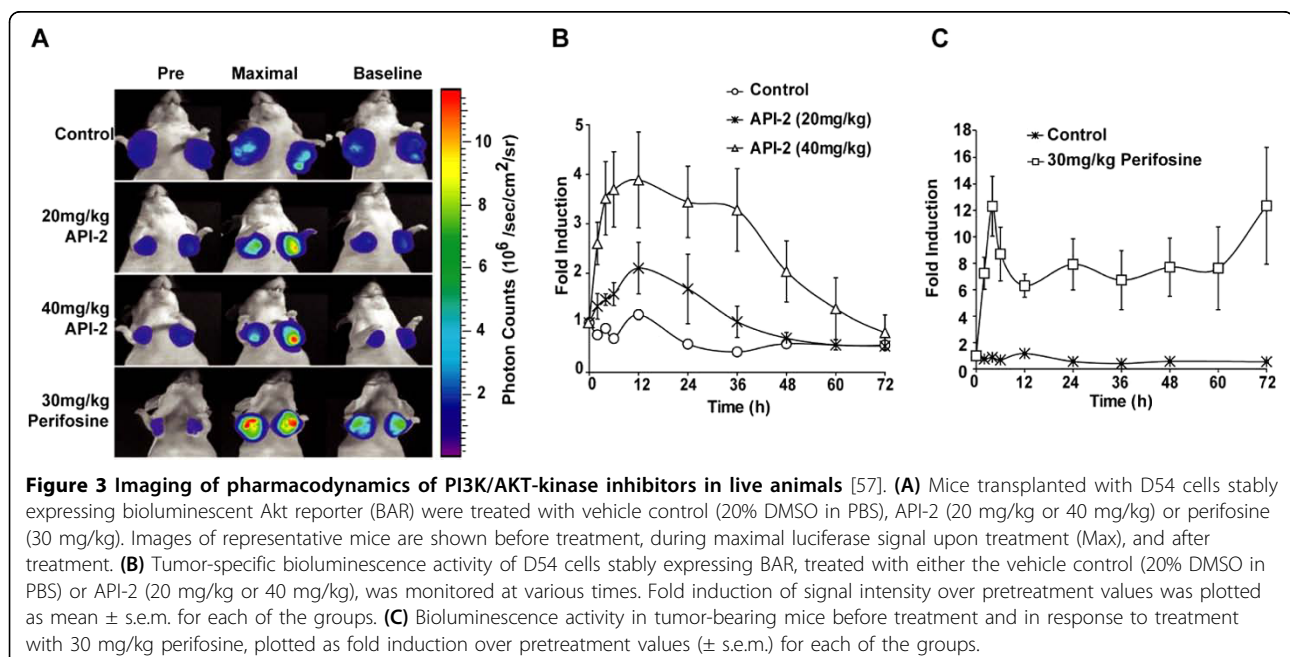 A
Pre Maximal Baseline
Control
20mg/kg
API-2
40mg/kg
API-2
30mg/kg
Perifosine
10
8
6
4
2
Photon Counts (10⁶ /sec/cm²/sr)
B
Control
API-2 (20mg/kg)
API-2 (40mg/kg)
Fold Induction
5
4
3
2
1
0
0 12 24 36 48 60 72
Time (h)
C
Control
30mg/kg Perifosine
Fold Induction
18
16
14
12
10
8
6
4
2
0
0 12 24 36 48 60 72
Time (h)
Figure 3 Imaging of pharmacodynamics of PI3K/AKT-kinase inhibitors in live animals [57]. (A) Mice transplanted with D54 cells stably
expressing bioluminescent Akt reporter (BAR) were treated with vehicle control (20% DMSO in PBS), API-2 (20 mg/kg or 40 mg/kg) or perifosine
(30 mg/kg). Images of representative mice are shown before treatment, during maximal luciferase signal upon treatment (Max), and after
treatment. (B) Tumor-specific bioluminescence activity of D54 cells stably expressing BAR, treated with either the vehicle control (20% DMSO in
PBS) or API-2 (20 mg/kg or 40 mg/kg), was monitored at various times. Fold induction of signal intensity over pretreatment values was plotted
as mean ± s.e.m. for each of the groups. (C) Bioluminescence activity in tumor-bearing mice before treatment and in response to treatment
with 30 mg/kg perifosine, plotted as fold induction over pretreatment values (± s.e.m.) for each of the groups.